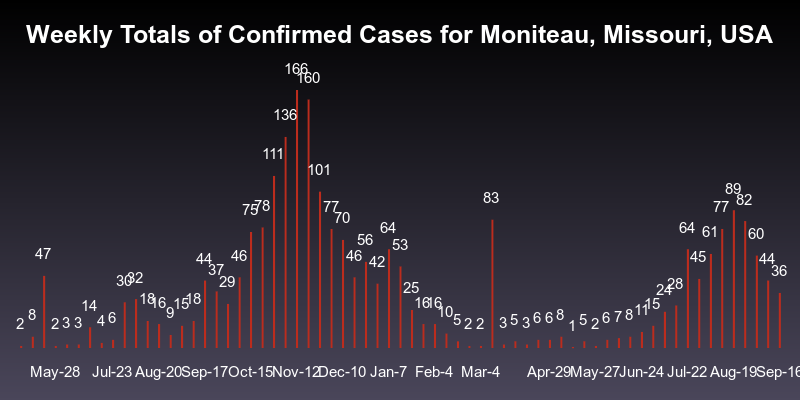 Weekly Totals of Confirmed Cases for Moniteau, Missouri, USA
2 8 47 2 3 3 14 4 6 30 32 18 16 9 15 18 44 37 29 46 75 78 111 136 166 160 101 77 70 46 56 42 64 53 25 16 16 10 5 2 2 83 3 5 3 6 6 8 1 5 2 6 7 8 11 15 24 28 64 45 61 77 89 82 60 44 36
May-28 Jul-23 Aug-20 Sep-17 Oct-15 Nov-12 Dec-10 Jan-7 Feb-4 Mar-4 Apr-29 May-27 Jun-24 Jul-22 Aug-19 Sep-16